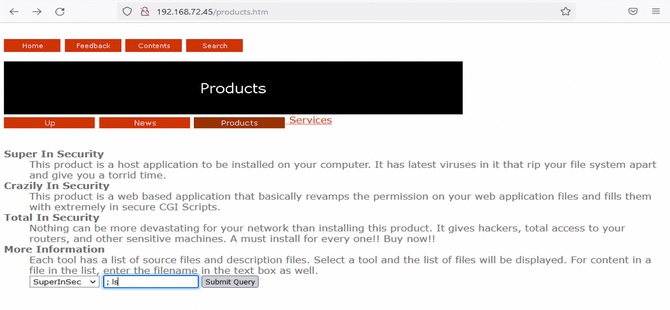 192.168.72.45/products.htm
Home Feedback Contents Search
Products
Up News Products Services
Super In Security
This product is a host application to be installed on your computer. It has latest viruses in it that rip your file system apart
and give you a torrid time.
Crazily In Security
This product is a web based application that basically revamps the permission on your web application files and fills them
with extremely in secure CGI Scripts.
Total In Security
Nothing can be more devastating for your network than installing this product. It gives hackers, total access to your
routers, and other sensitive machines. A must install for every one!! Buy now!!
More Information
Each tool has a list of source files and description files. Select a tool and the list of files will be displayed. For content in a
file in the list, enter the filename in the text box as well.
SuperInSec ; ls Submit Query